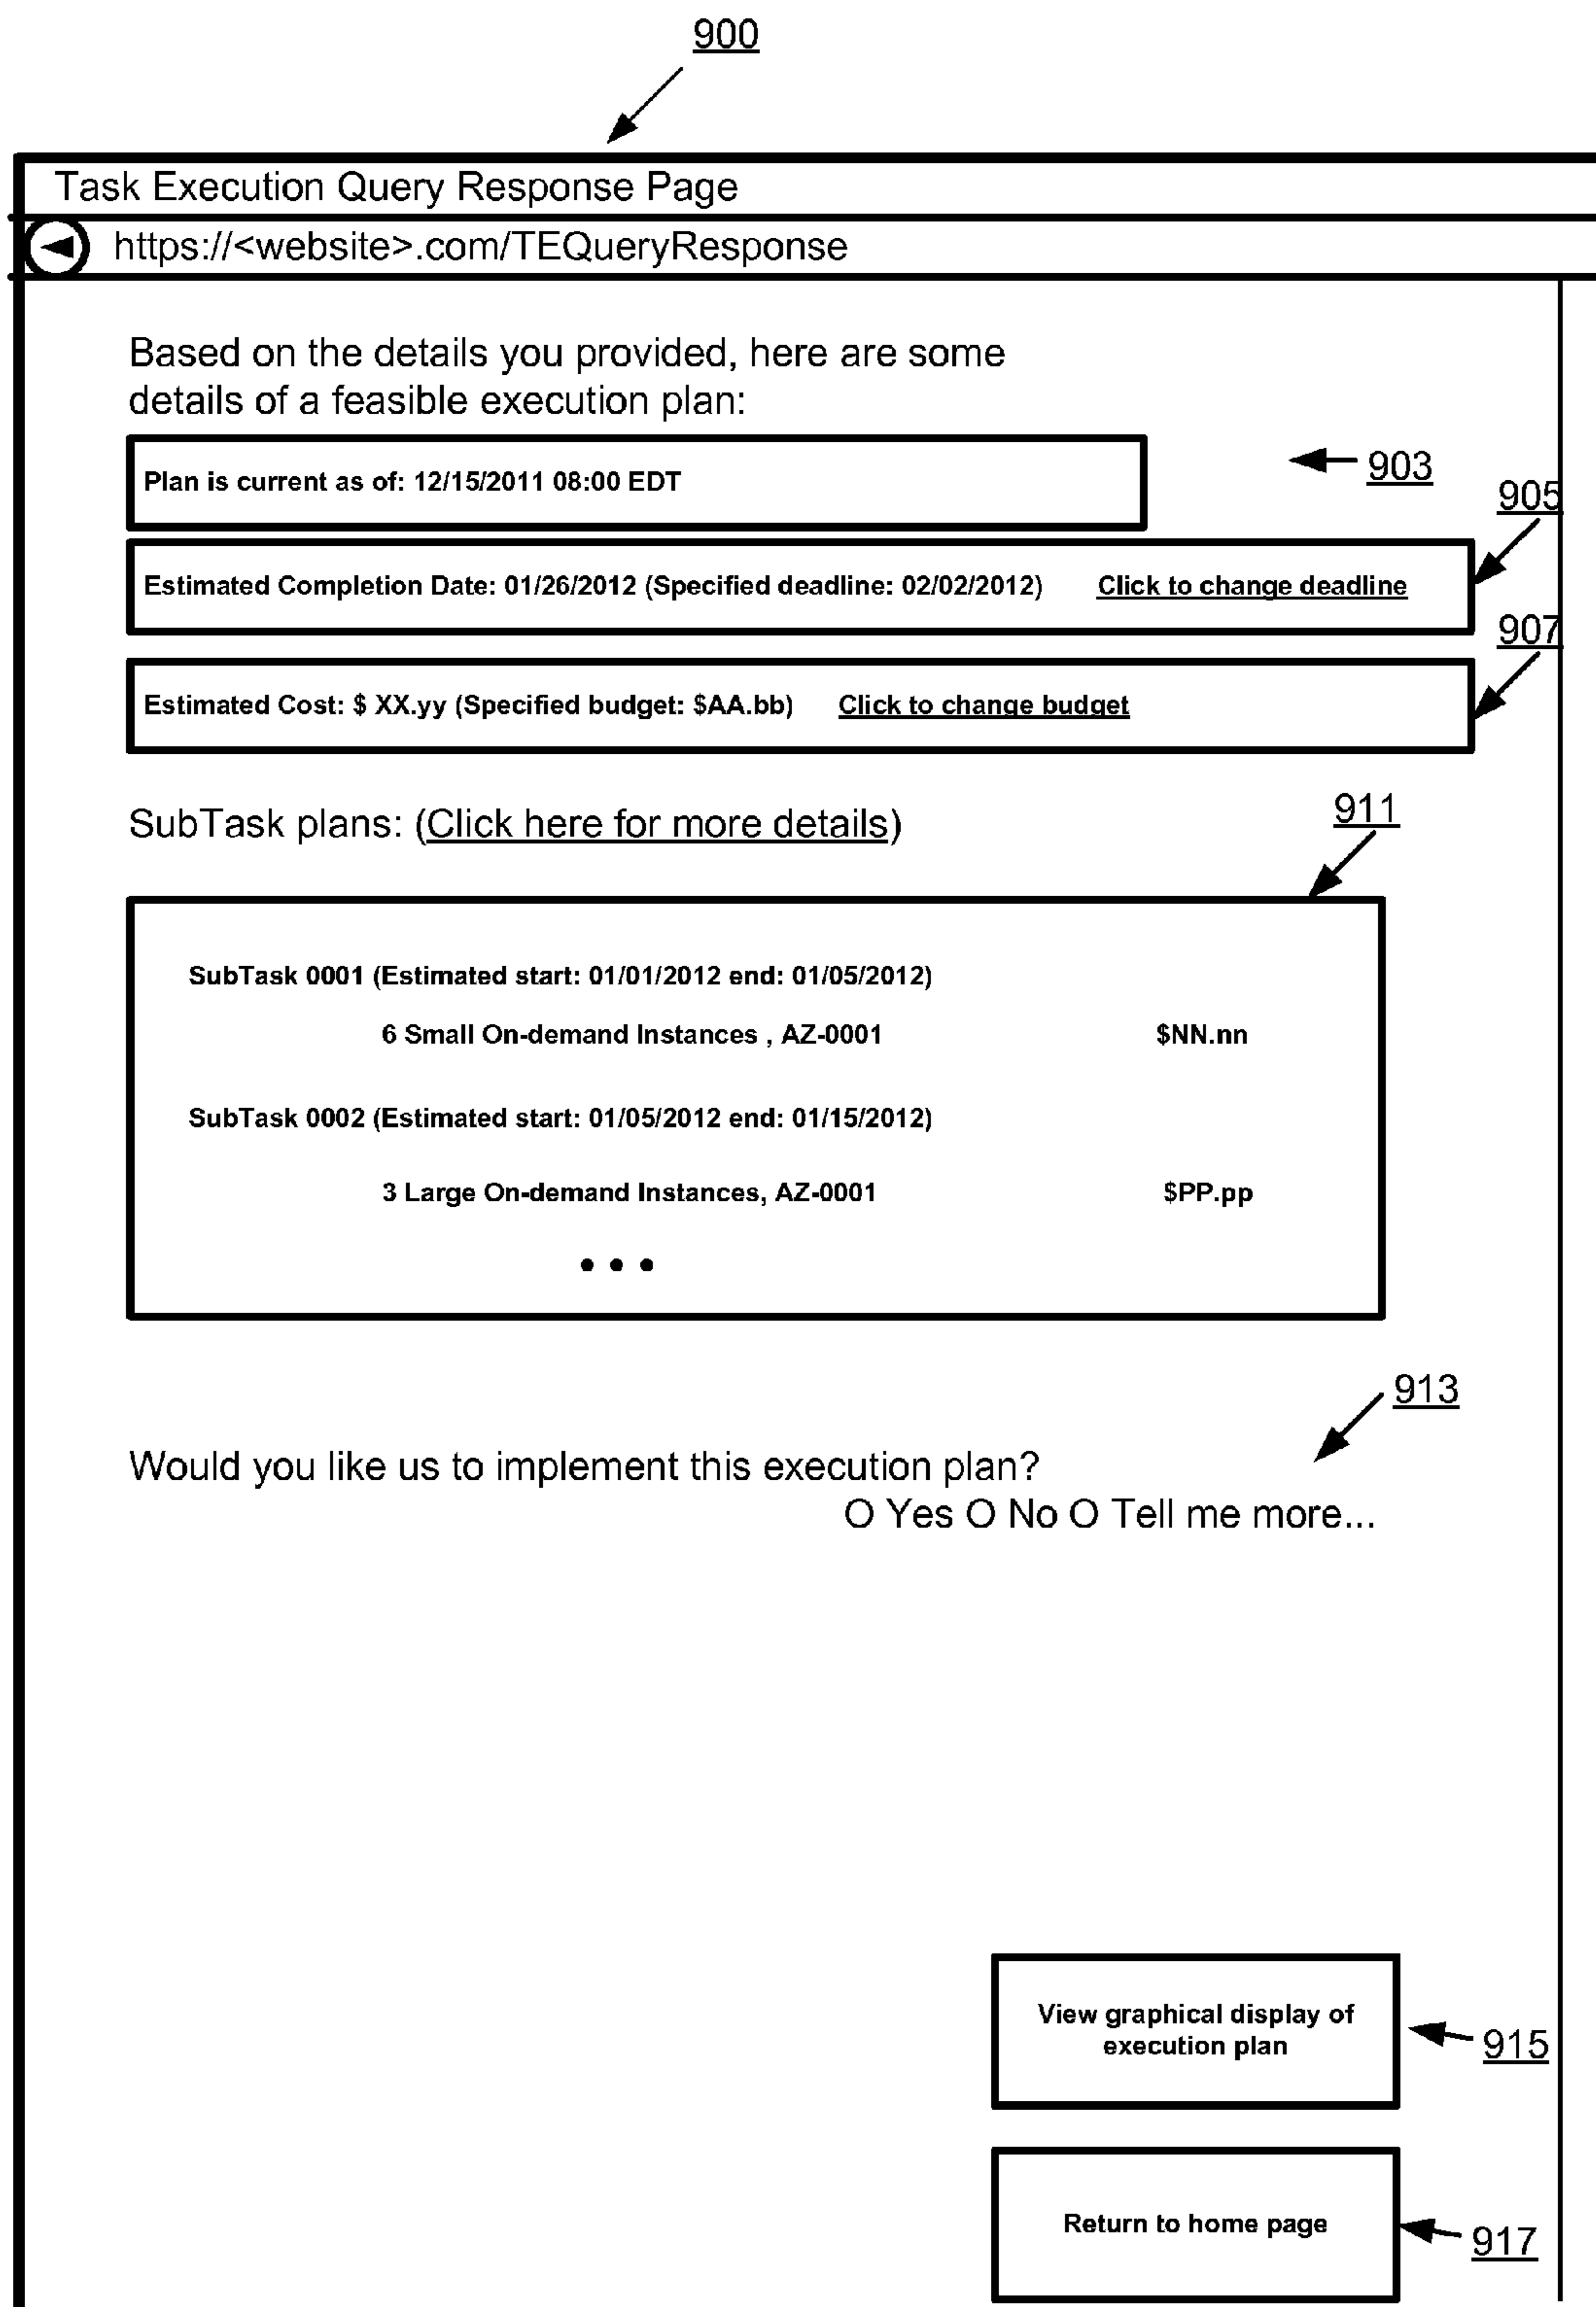 900
Task Execution Query Response Page
https://<website>.com/TEQueryResponse
Based on the details you provided, here are some
details of a feasible execution plan:
Plan is current as of: 12/15/2011 08:00 EDT
903
905
Estimated Completion Date: 01/26/2012 (Specified deadline: 02/02/2012) Click to change deadline
907
Estimated Cost: $ XX.yy (Specified budget: $AA.bb) Click to change budget
SubTask plans: (Click here for more details)
911
SubTask 0001 (Estimated start: 01/01/2012 end: 01/05/2012)
6 Small On-demand Instances , AZ-0001 $NN.nn
SubTask 0002 (Estimated start: 01/05/2012 end: 01/15/2012)
3 Large On-demand Instances, AZ-0001 $PP.pp
• • •
913
Would you like us to implement this execution plan?
O Yes O No O Tell me more...
View graphical display of
execution plan
915
Return to home page
917